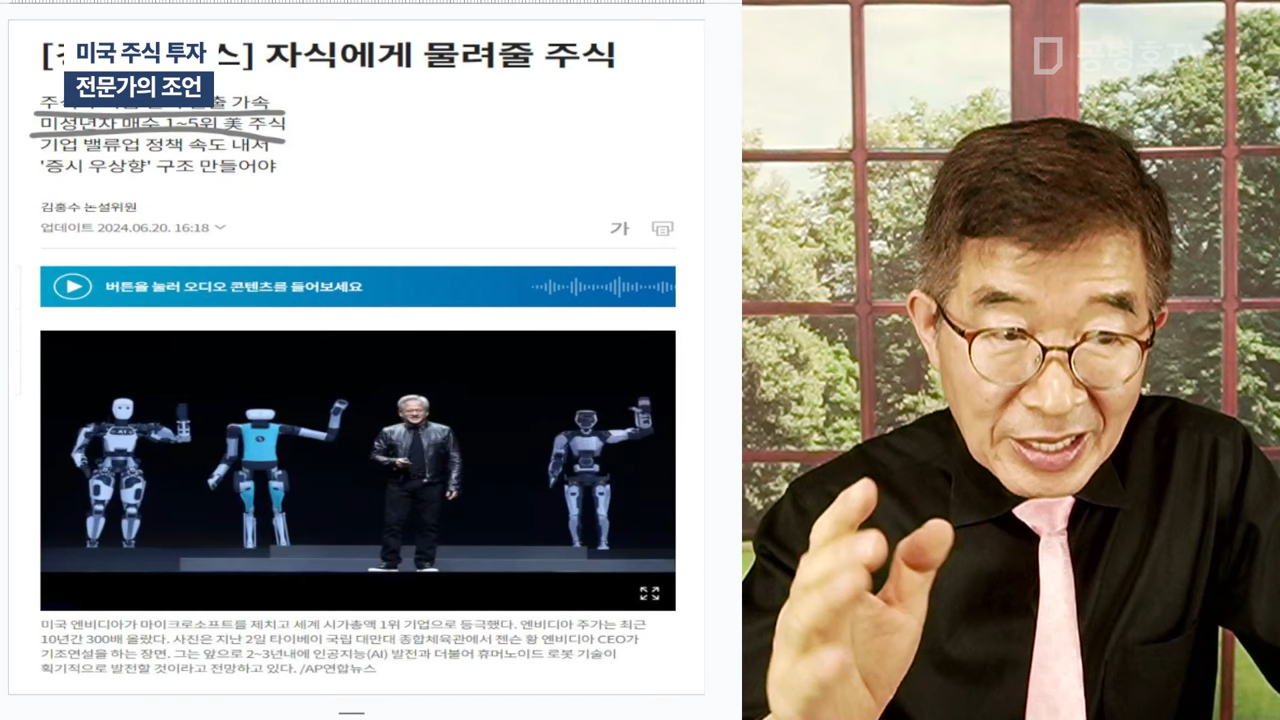 미국 주식 투자
전문가의 조언
스] 자식에게 물려줄 주식
가속
미성년자 매수 1~5위 美 주식
기업 밸류업 정책 속도 내서
'증시 우상향' 구조 만들어야
김홍수 논설위원
업데이트 2024.06.20. 16:18
가
버튼을 눌러 오디오 콘텐츠를 들어보세요
미국 엔비디아가 마이크로소프트를 제치고 세계 시가총액 1위 기업으로 등극했다. 엔비디아 주가는 최근
10년간 300배 올랐다. 사진은 지난 2일 타이베이 국립 대만대 종합체육관에서 젠슨 황 엔비디아 CEO가
기조연설을 하는 장면. 그는 앞으로 2~3년내에 인공지능(AI) 발전과 더불어 휴머노이드 로봇 기술이
획기적으로 발전할 것이라고 전망하고 있다. /AP연합뉴스